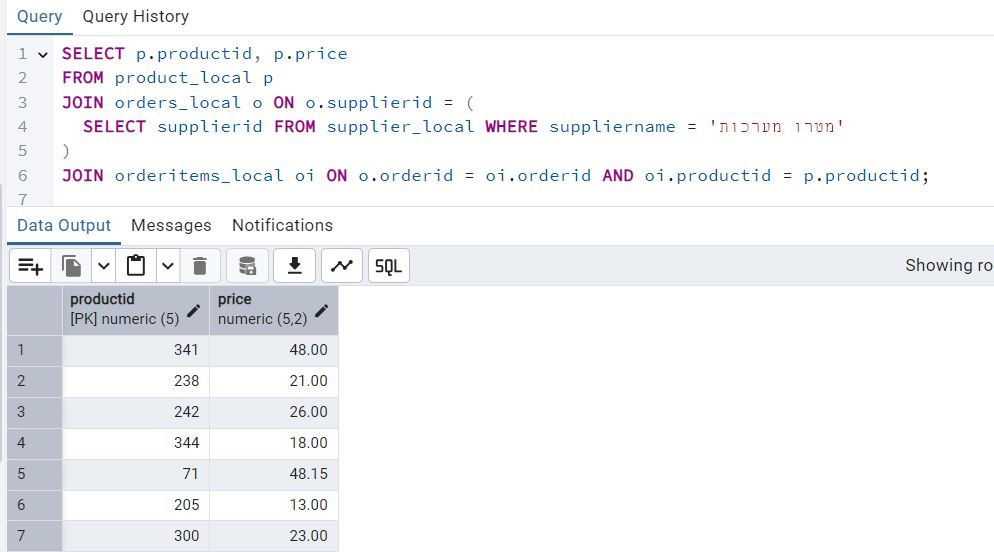 Query Query History
1 SELECT p.productid, p.price
2 FROM product_local p
3 JOIN orders_local o ON o.supplierid = (
4 SELECT supplierid FROM supplier_local WHERE suppliername = 'מטרו מערכות'
5 )
6 JOIN orderitems_local oi ON o.orderid = oi.orderid AND oi.productid = p.productid;
7
Data Output Messages Notifications
SQL Showing ro
productid price
[PK] numeric (5) numeric (5,2)
1 341 48.00
2 238 21.00
3 242 26.00
4 344 18.00
5 71 48.15
6 205 13.00
7 300 23.00